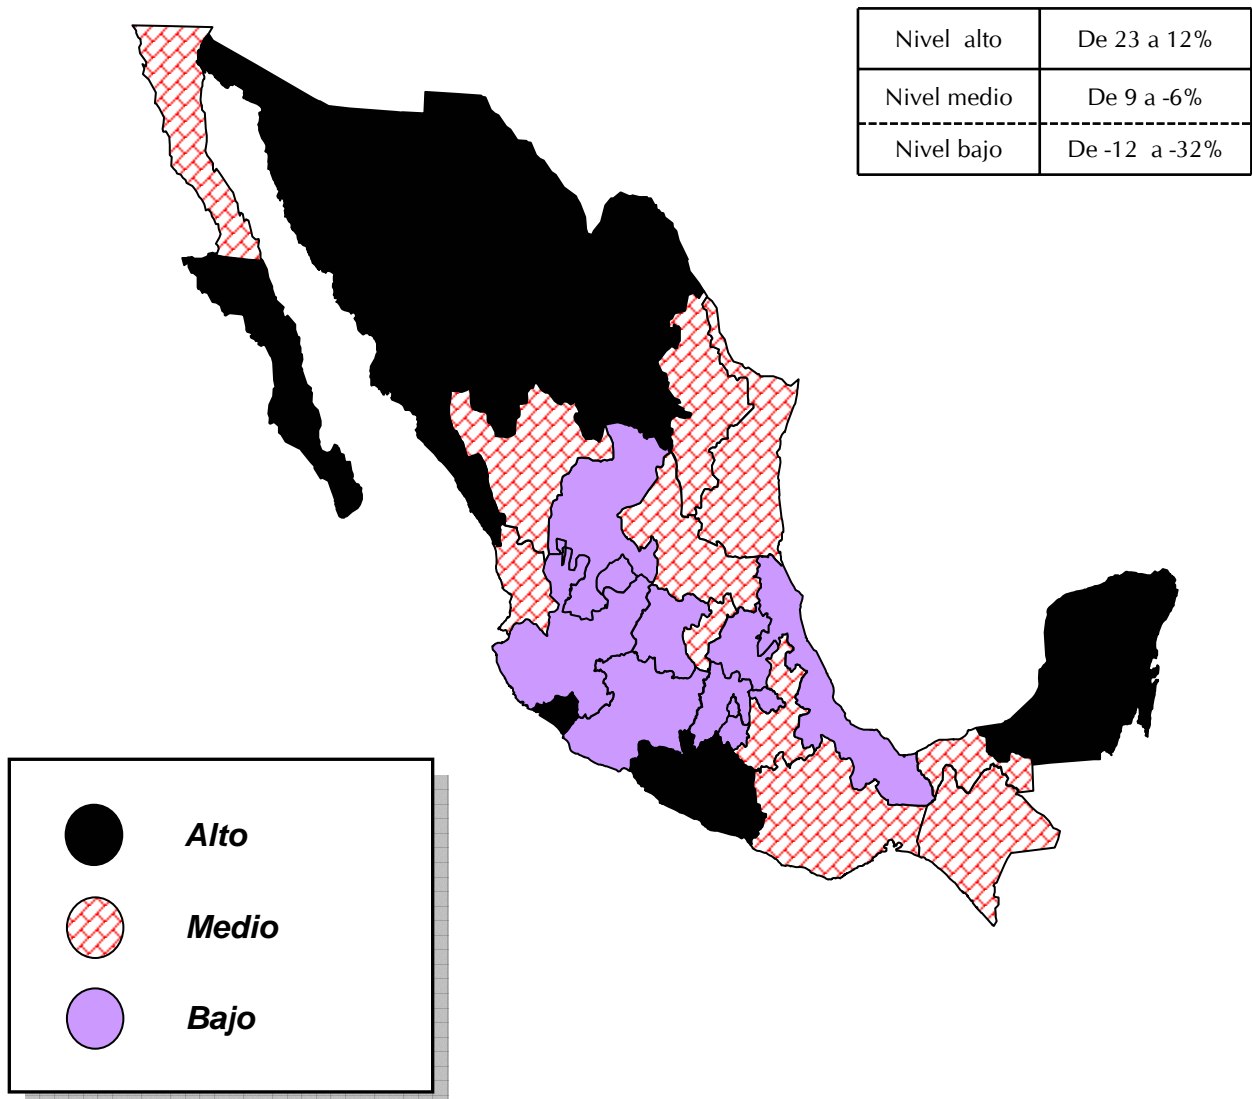 Nivel alto De 23 a 12%
Nivel medio De 9 a -6%
Nivel bajo De -12 a -32%
Alto
Medio
Bajo